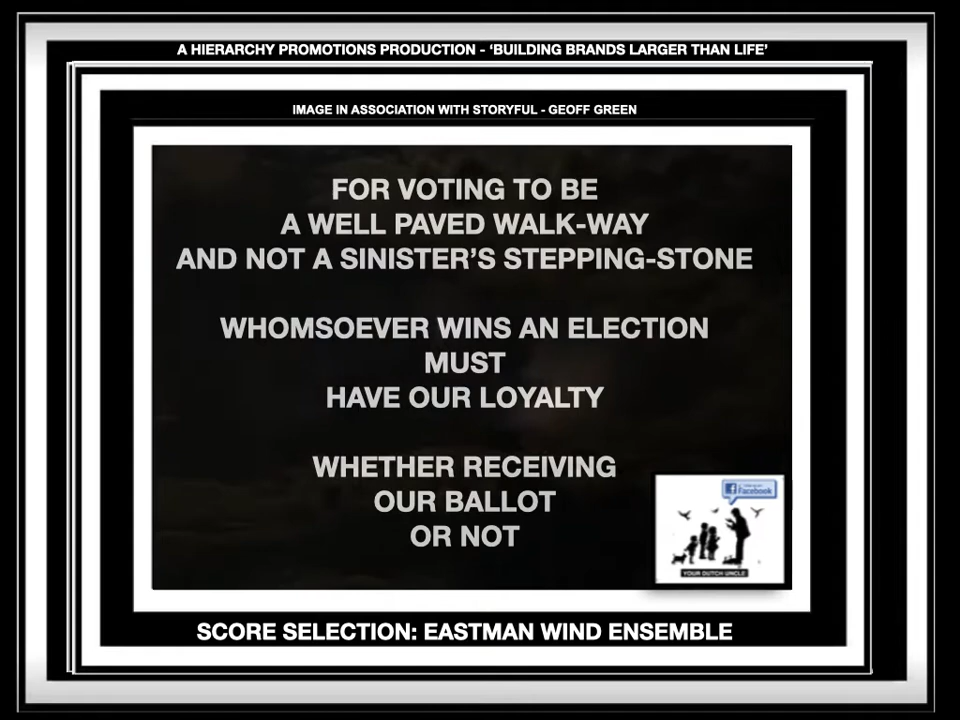 A HIERARCHY PROMOTIONS PRODUCTION - ‘BUILDING BRANDS LARGER THAN LIFE’
IMAGE IN ASSOCIATION WITH STORYFUL - GEOFF GREEN
FOR VOTING TO BE
A WELL PAVED WALK-WAY
AND NOT A SINISTER’S STEPPING-STONE
WHOMSOEVER WINS AN ELECTION
MUST
HAVE OUR LOYALTY
WHETHER RECEIVING
OUR BALLOT
OR NOT
Facebook
YOUR DUTCH UNCLE
SCORE SELECTION: EASTMAN WIND ENSEMBLE